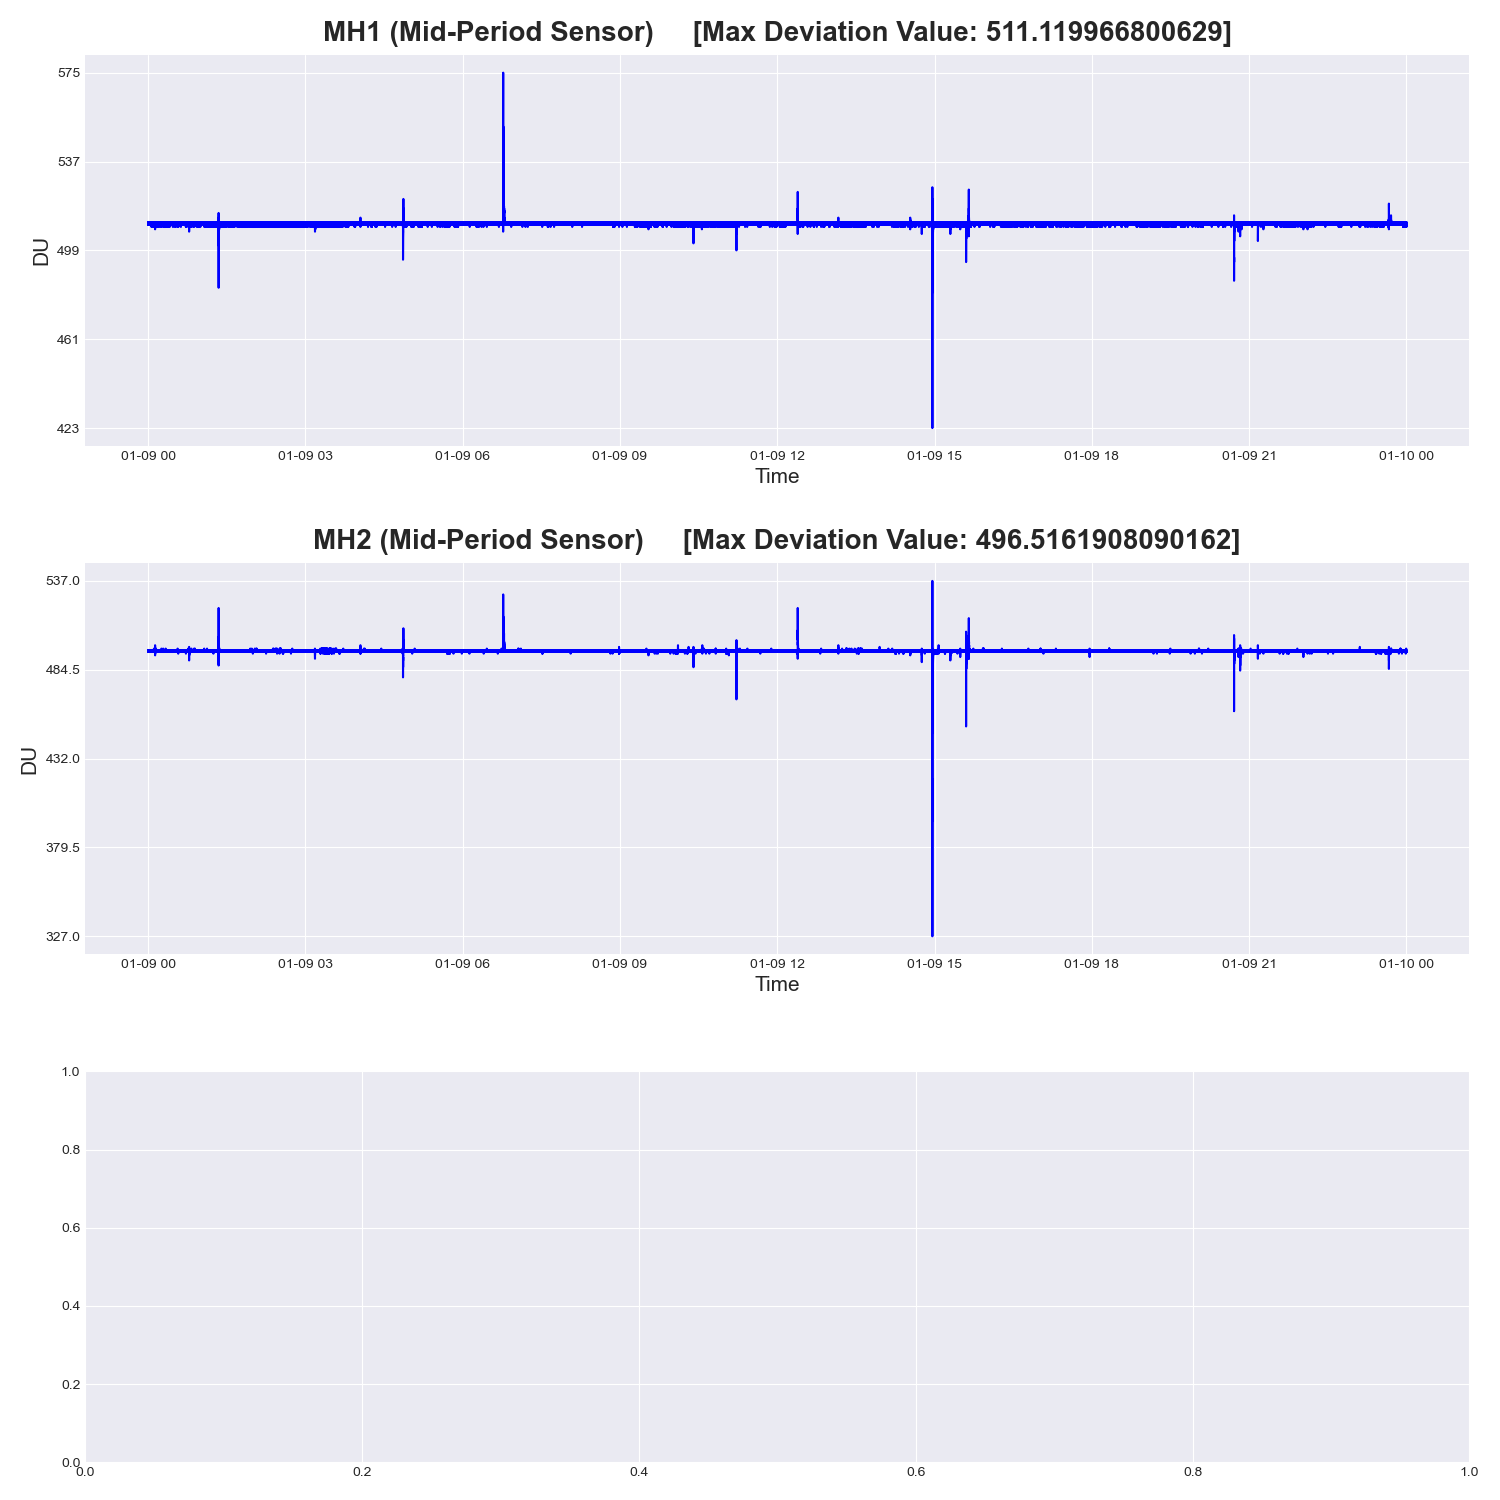 MH1 (Mid-Period Sensor) [Max Deviation Value: 511.119966800629]
575
537
499
461
423
DU
01-09 00 01-09 03 01-09 06 01-09 09 01-09 12 01-09 15 01-09 18 01-09 21 01-10 00
Time
MH2 (Mid-Period Sensor) [Max Deviation Value: 496.5161908090162]
537.0
484.5
432.0
379.5
327.0
DU
01-09 00 01-09 03 01-09 06 01-09 09 01-09 12 01-09 15 01-09 18 01-09 21 01-10 00
Time
1.0
0.8
0.6
0.4
0.2
0.0
0.0 0.2 0.4 0.6 0.8 1.0